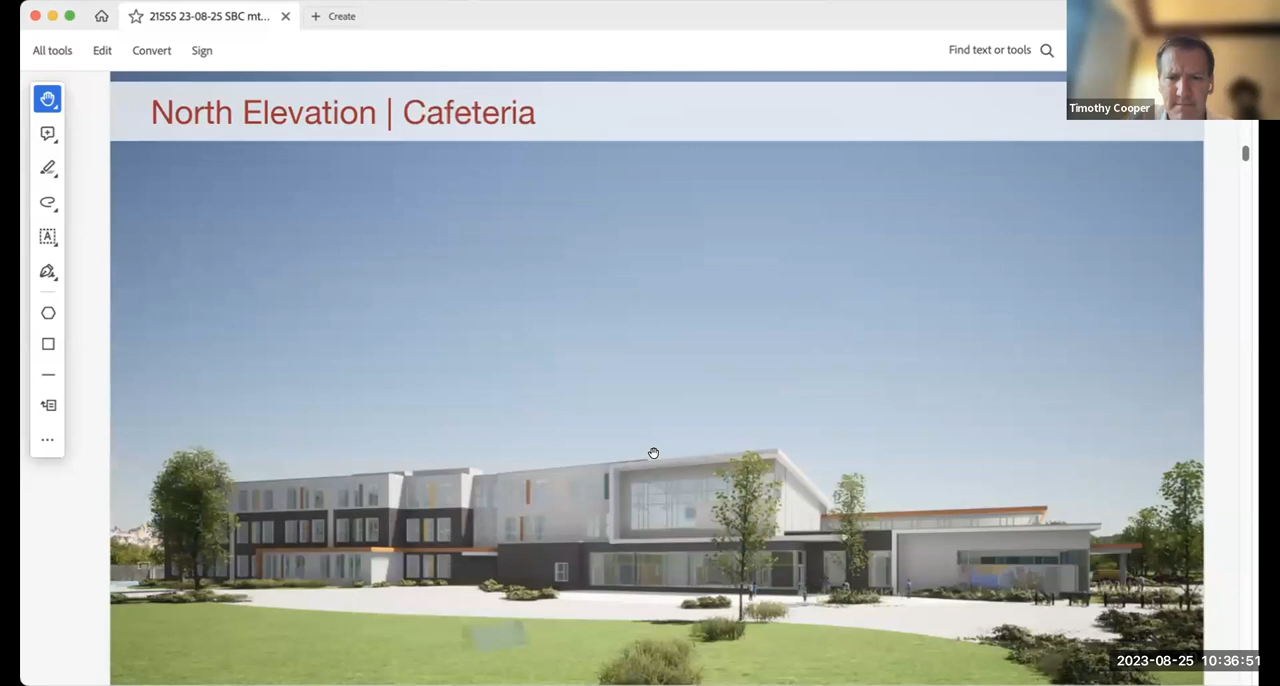 21555 23-08-25 SBC mt...
Create
All tools
Edit
Convert
Sign
Find text or tools
Timothy Cooper
North Elevation | Cafeteria
2023-08-25 10:36:51